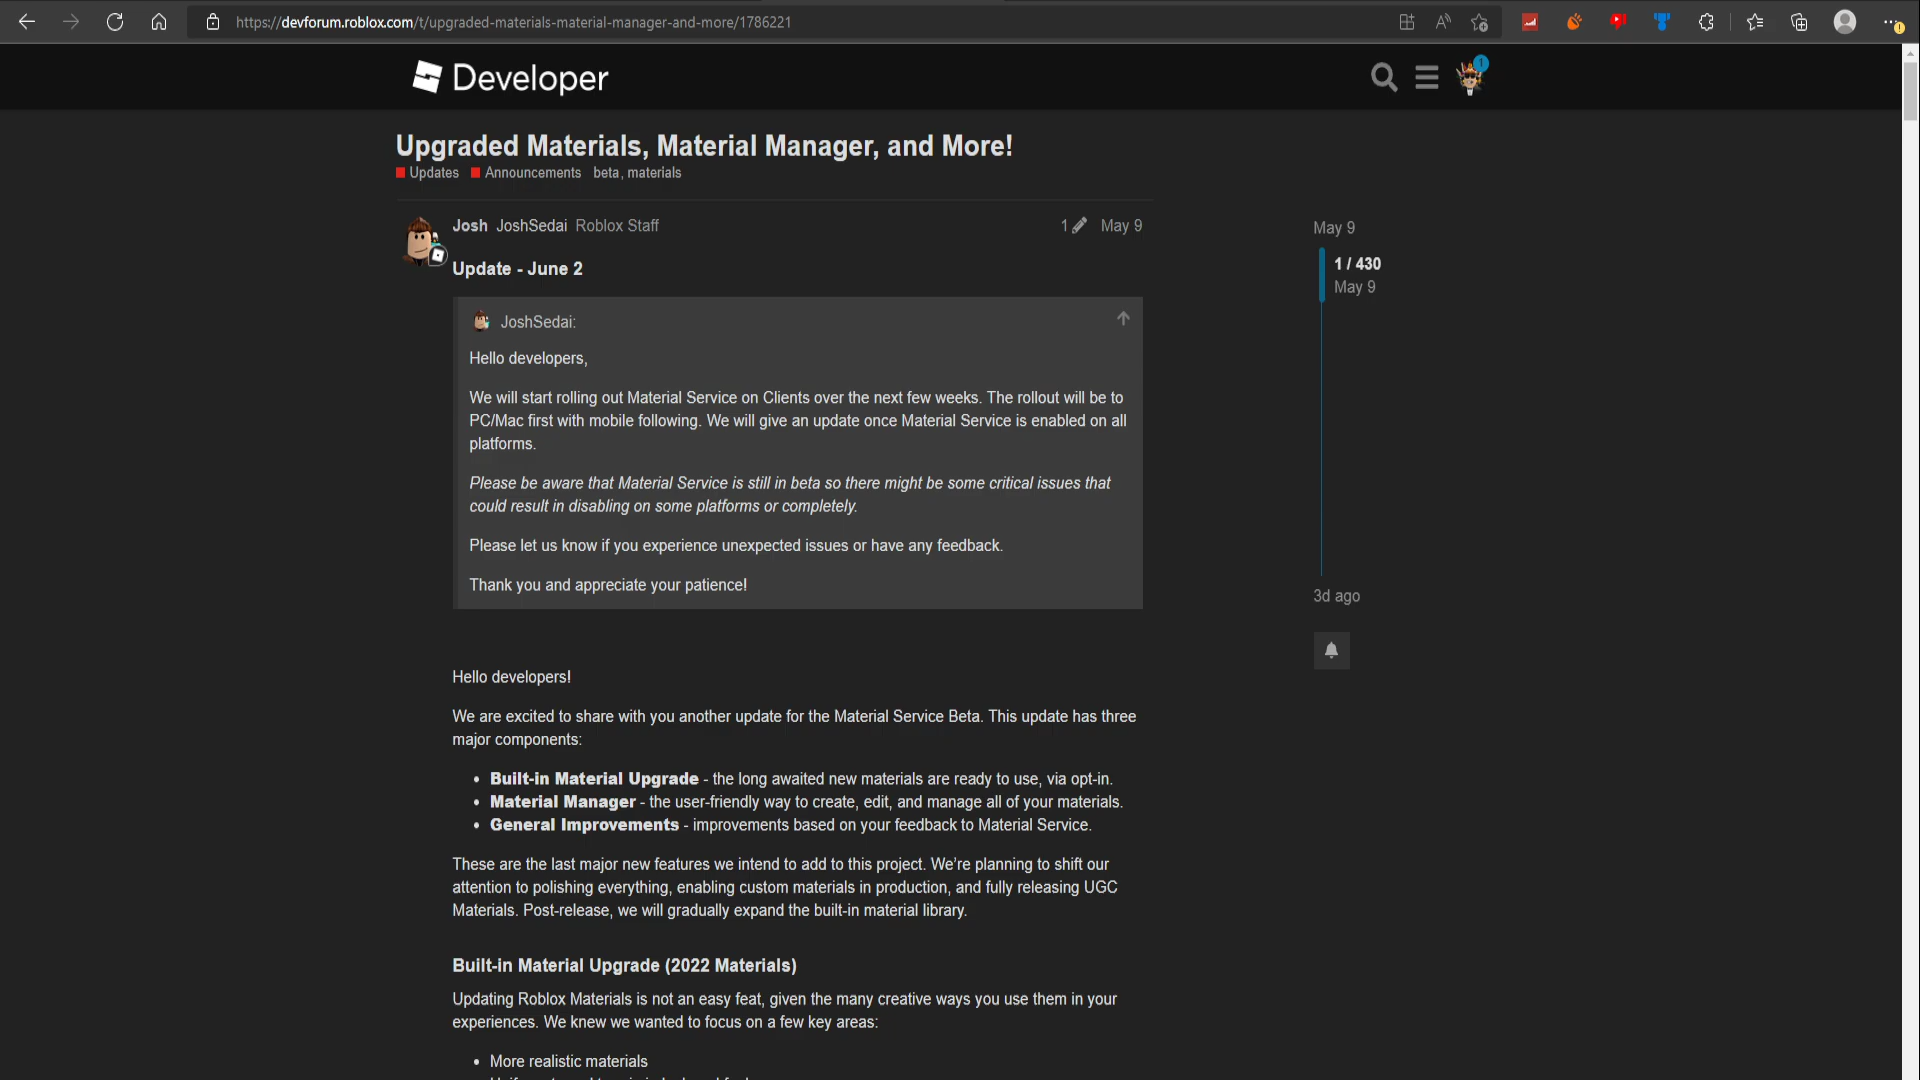 https://devforum.roblox.com/t/upgraded-materials-material-manager-and-more/1786221
Developer
1
Upgraded Materials, Material Manager, and More!
Updates Announcements beta, materials
Josh JoshSedai Roblox Staff 1 May 9
Update - June 2
JoshSedai:
Hello developers,
We will start rolling out Material Service on Clients over the next few weeks. The rollout will be to
PC/Mac first with mobile following. We will give an update once Material Service is enabled on all
platforms.
Please be aware that Material Service is still in beta so there might be some critical issues that
could result in disabling on some platforms or completely.
Please let us know if you experience unexpected issues or have any feedback.
Thank you and appreciate your patience!
Hello developers!
We are excited to share with you another update for the Material Service Beta. This update has three
major components:
• Built-in Material Upgrade - the long awaited new materials are ready to use, via opt-in.
• Material Manager - the user-friendly way to create, edit, and manage all of your materials.
• General Improvements - improvements based on your feedback to Material Service.
These are the last major new features we intend to add to this project. We’re planning to shift our
attention to polishing everything, enabling custom materials in production, and fully releasing UGC
Materials. Post-release, we will gradually expand the built-in material library.
Built-in Material Upgrade (2022 Materials)
Updating Roblox Materials is not an easy feat, given the many creative ways you use them in your
experiences. We knew we wanted to focus on a few key areas:
• More realistic materials
May 9
1 / 430
May 9
3d ago